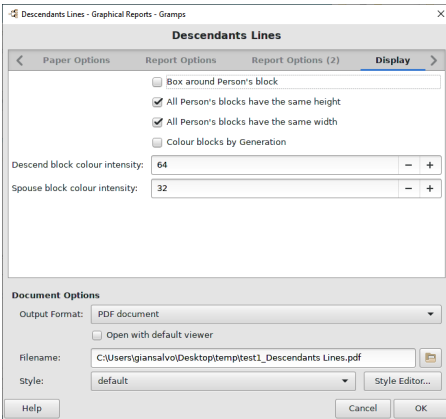 Descendants Lines - Graphical Reports - Gramps
Descendants Lines
Paper Options Report Options Report Options (2) Display
Box around Person's block
All Person's blocks have the same height
All Person's blocks have the same width
Colour blocks by Generation
Descend block colour intensity: 64
Spouse block colour intensity: 32
Document Options
Output Format: PDF document
Open with default viewer
Filename: C:\Users\giansalvo\Desktop\temp\test1_Descendants Lines.pdf
Style: default Style Editor...
Help Cancel OK